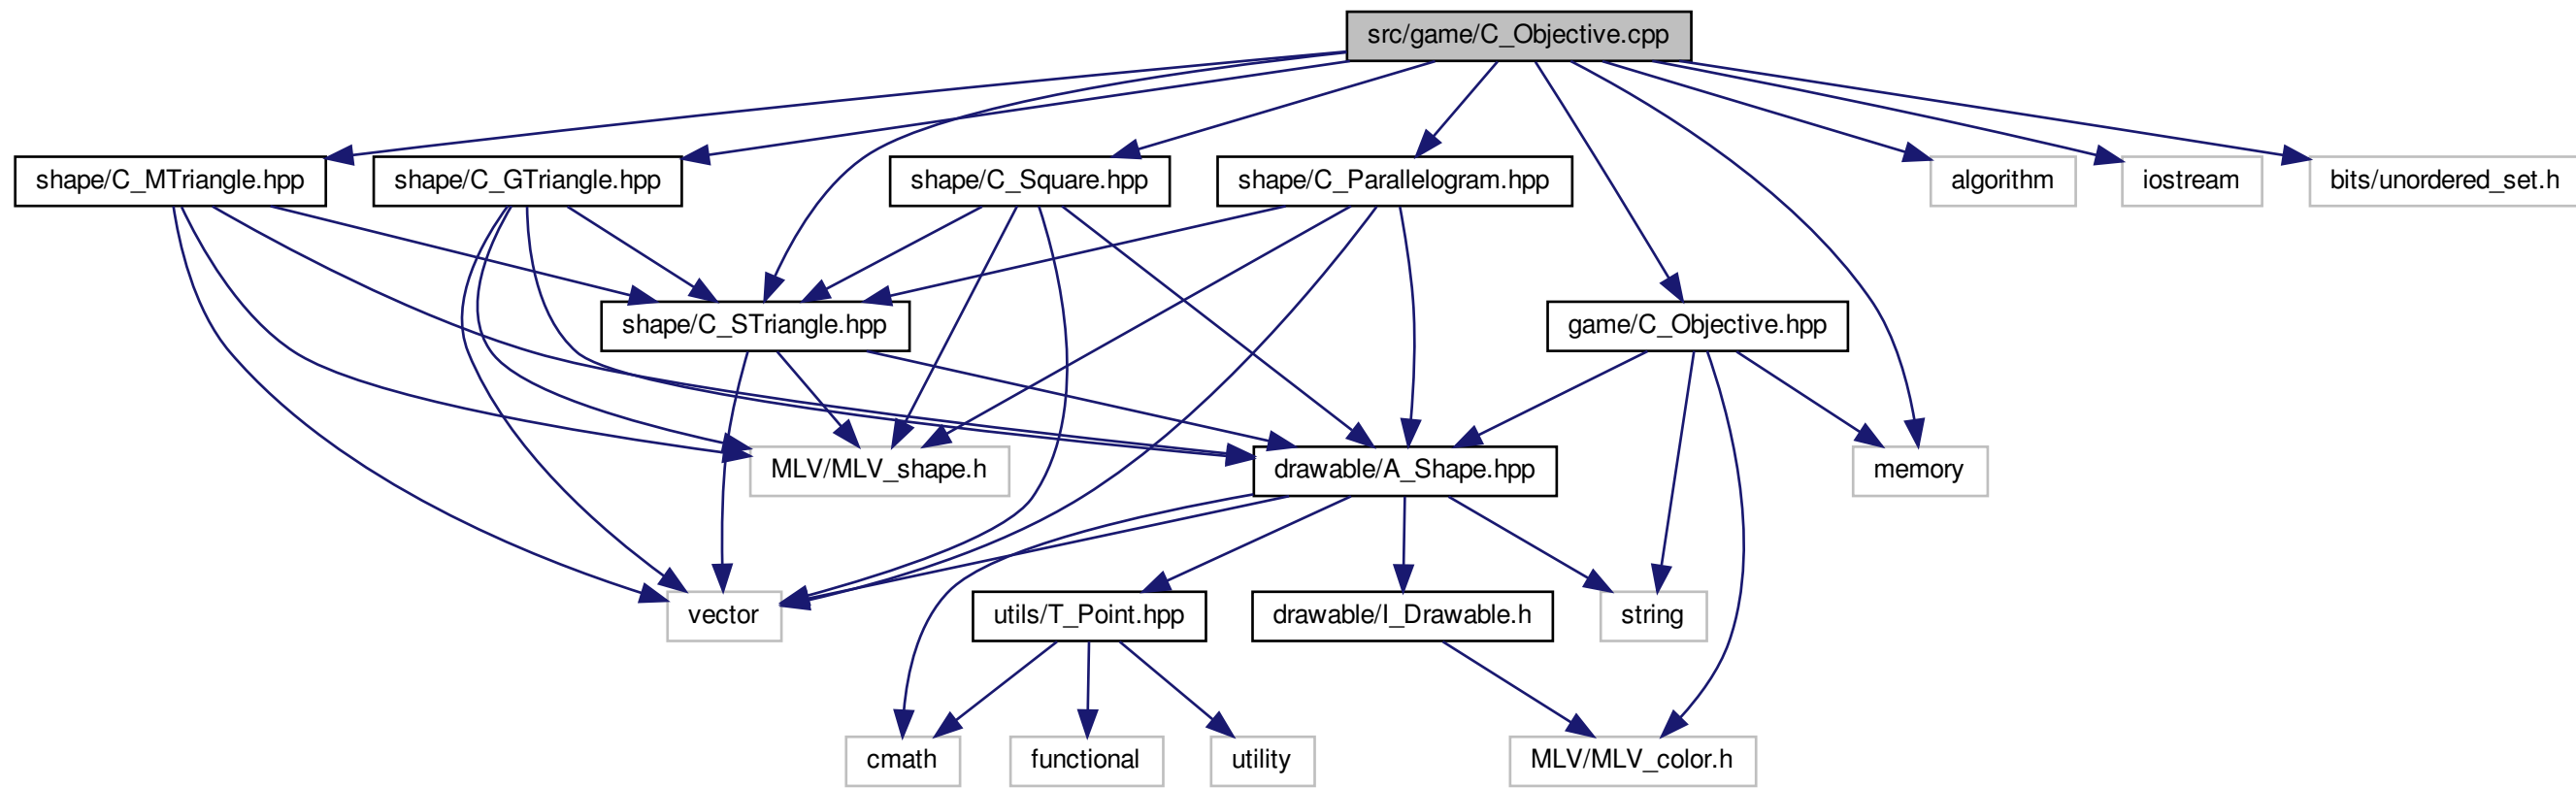 src/game/C_Objective.cpp
shape/C_MTriangle.hpp
shape/C_GTriangle.hpp
shape/C_Square.hpp
shape/C_Parallelogram.hpp
algorithm
iostream
bits/unordered_set.h
shape/C_STriangle.hpp
game/C_Objective.hpp
MLV/MLV_shape.h
drawable/A_Shape.hpp
memory
vector
utils/T_Point.hpp
drawable/I_Drawable.h
string
cmath
functional
utility
MLV/MLV_color.h